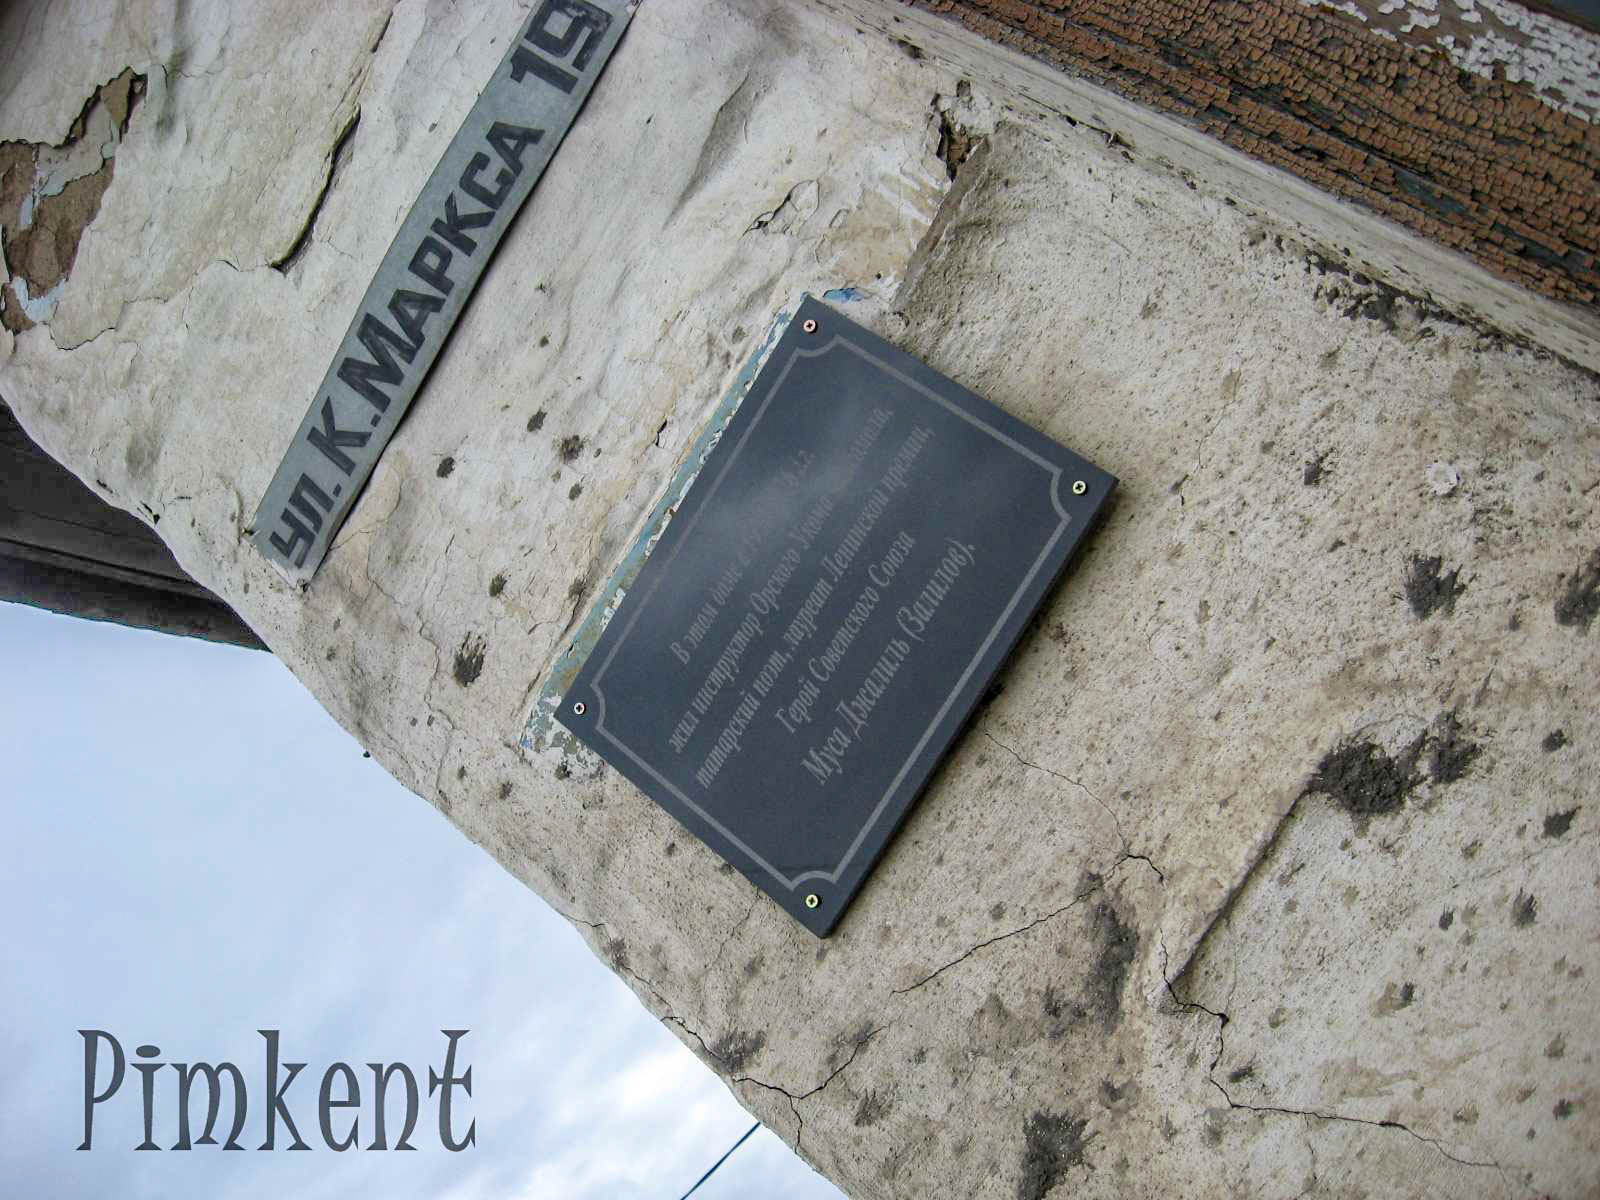 ул. К. Маркса 19
В этом доме в
жил инструктор Орского Укома
татарский поэт, лауреат Ленинской премии,
Герой Советского Союза
Муса Джалиль (Залилов).
Pimkent